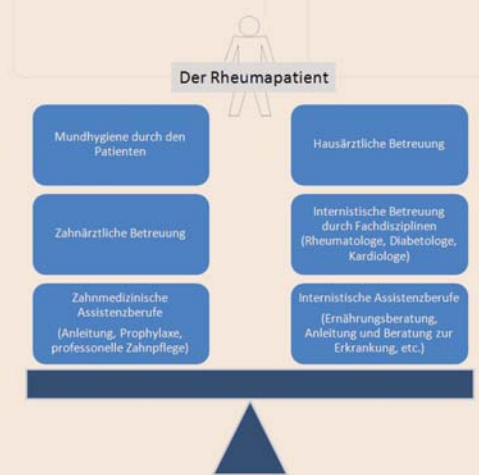 Der Rheumapatient
Mundhygiene durch den
Patienten
Zahnärztliche Betreuung
Zahnmedizinische
Assistenzberufe
(Anleitung, Prophylaxe,
professionelle Zahnpflege)
Hausärztliche Betreuung
Internistische Betreuung
durch Fachdisziplinen
(Rheumatologe, Diabetologe,
Kardiologe)
Internistische Assistenzberufe
(Ernährungsberatung,
Anleitung und Beratung zur
Erkrankung, etc.)